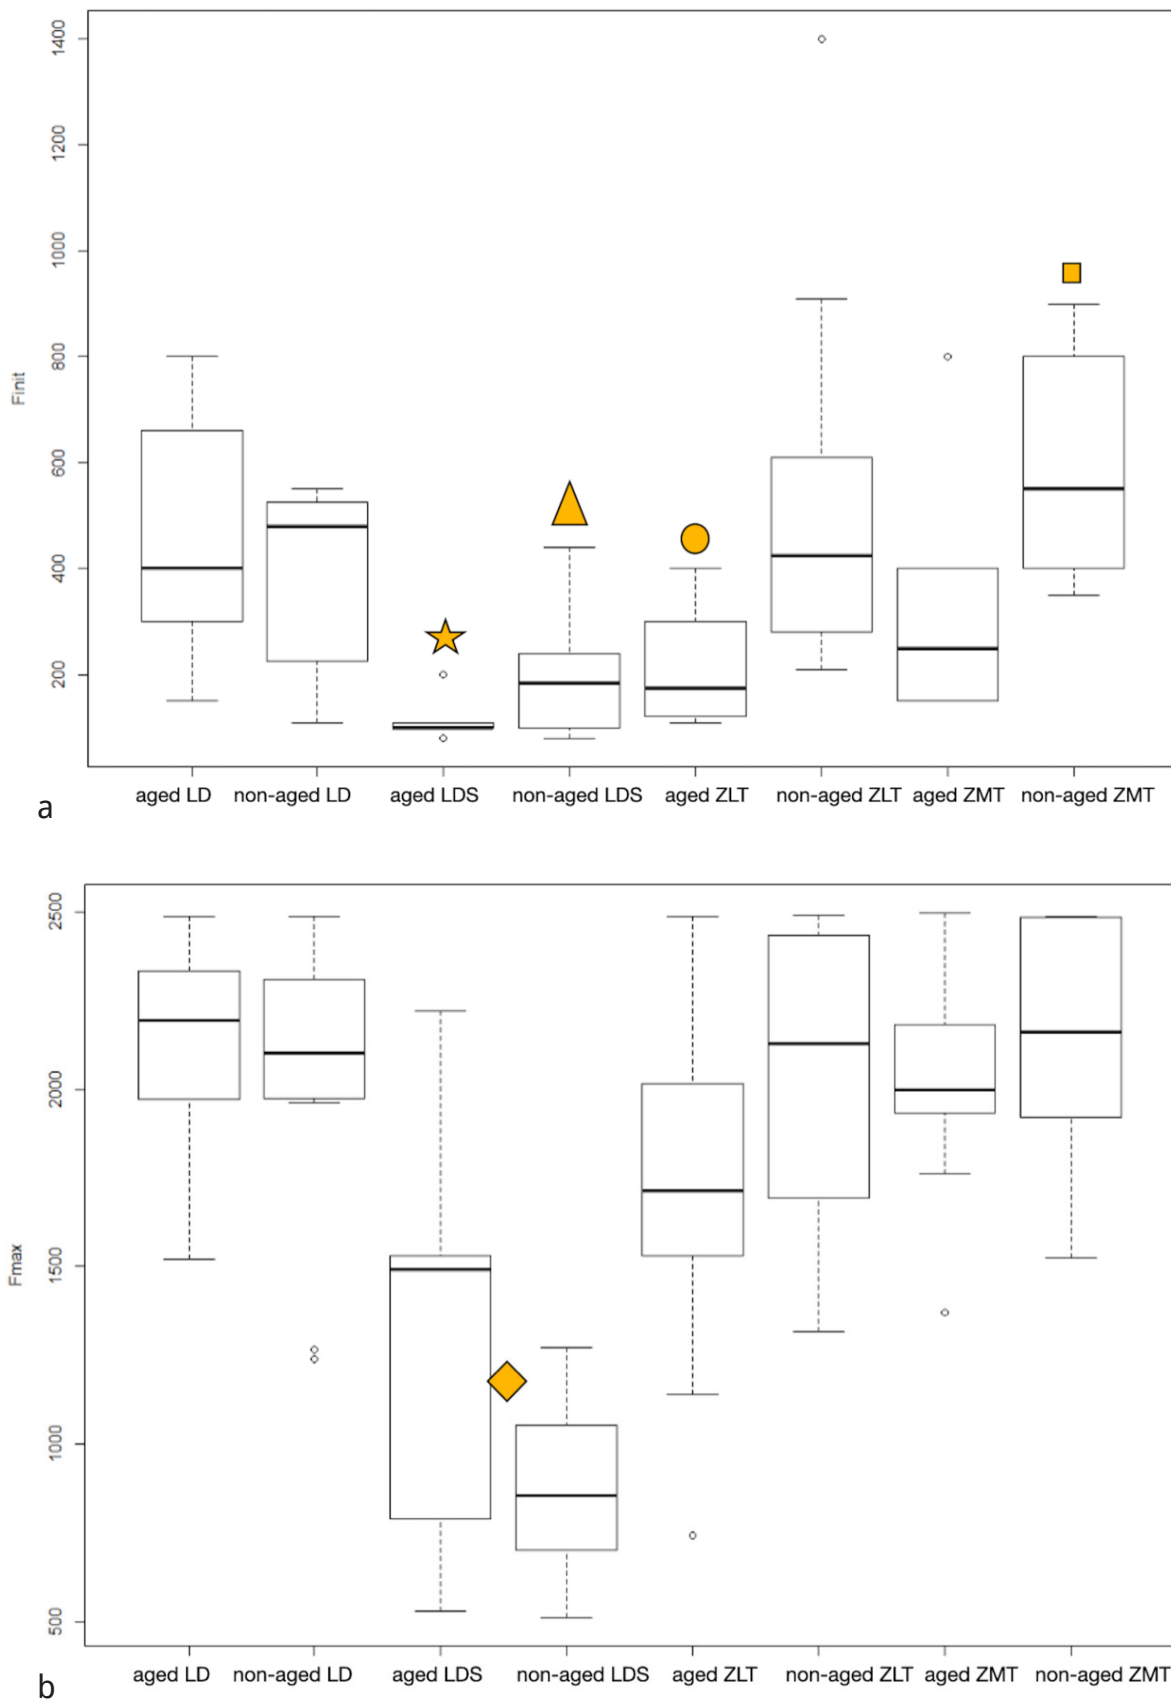 1400
1200
1000
800
600
400
200
Finit
aged LD non-aged LD aged LDS non-aged LDS aged ZLT non-aged ZLT aged ZMT non-aged ZMT
a
2500
2000
1500
1000
500
Fmax
aged LD non-aged LD aged LDS non-aged LDS aged ZLT non-aged ZLT aged ZMT non-aged ZMT
b